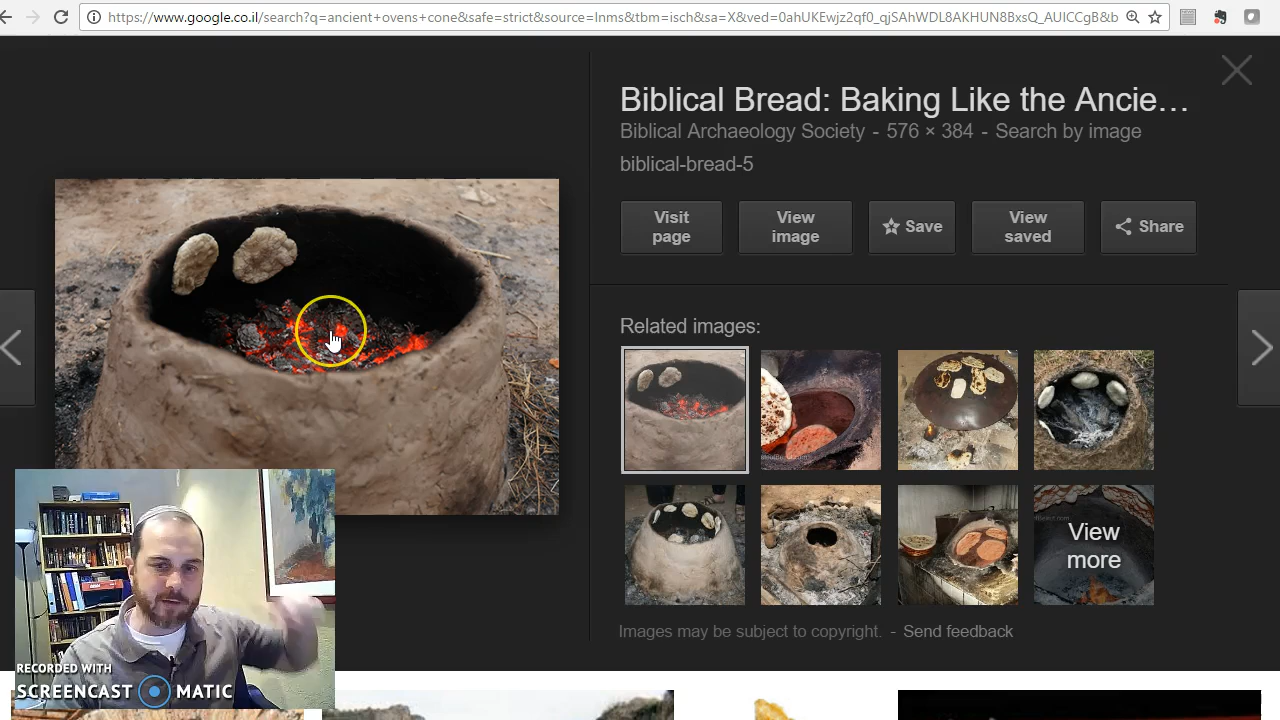 https://www.google.co.il/search?q=ancient+ovens+cone&safe=strict&source=lnms&tbm=isch&sa=X&ved=0ahUKEwjz2qf0_qjSAhWDL8AKHUN8BxsQ_AUICCgB&b
Biblical Bread: Baking Like the Ancie...
Biblical Archaeology Society - 576 × 384 - Search by image
biblical-bread-5
Visit page
View image
Save
View saved
Share
Related images:
View more
Images may be subject to copyright. - Send feedback
RECORDED WITH
SCREENCAST MATIC